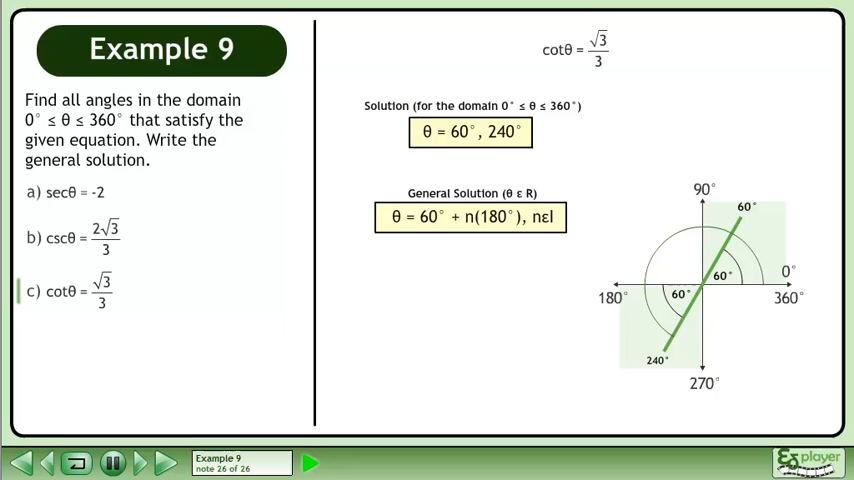 Example 9
Find all angles in the domain
0° ≤ θ ≤ 360° that satisfy the
given equation. Write the
general solution.
a) secθ = -2
b) cscθ = 2√3/3
c) cotθ = √3/3
cotθ = √3/3
Solution (for the domain 0° ≤ θ ≤ 360°)
θ = 60°, 240°
General Solution (θ ε R)
θ = 60° + n(180°), nεI
90°
60°
0°
60°
180°
60°
360°
240°
270°
Example 9
note 26 of 26
player